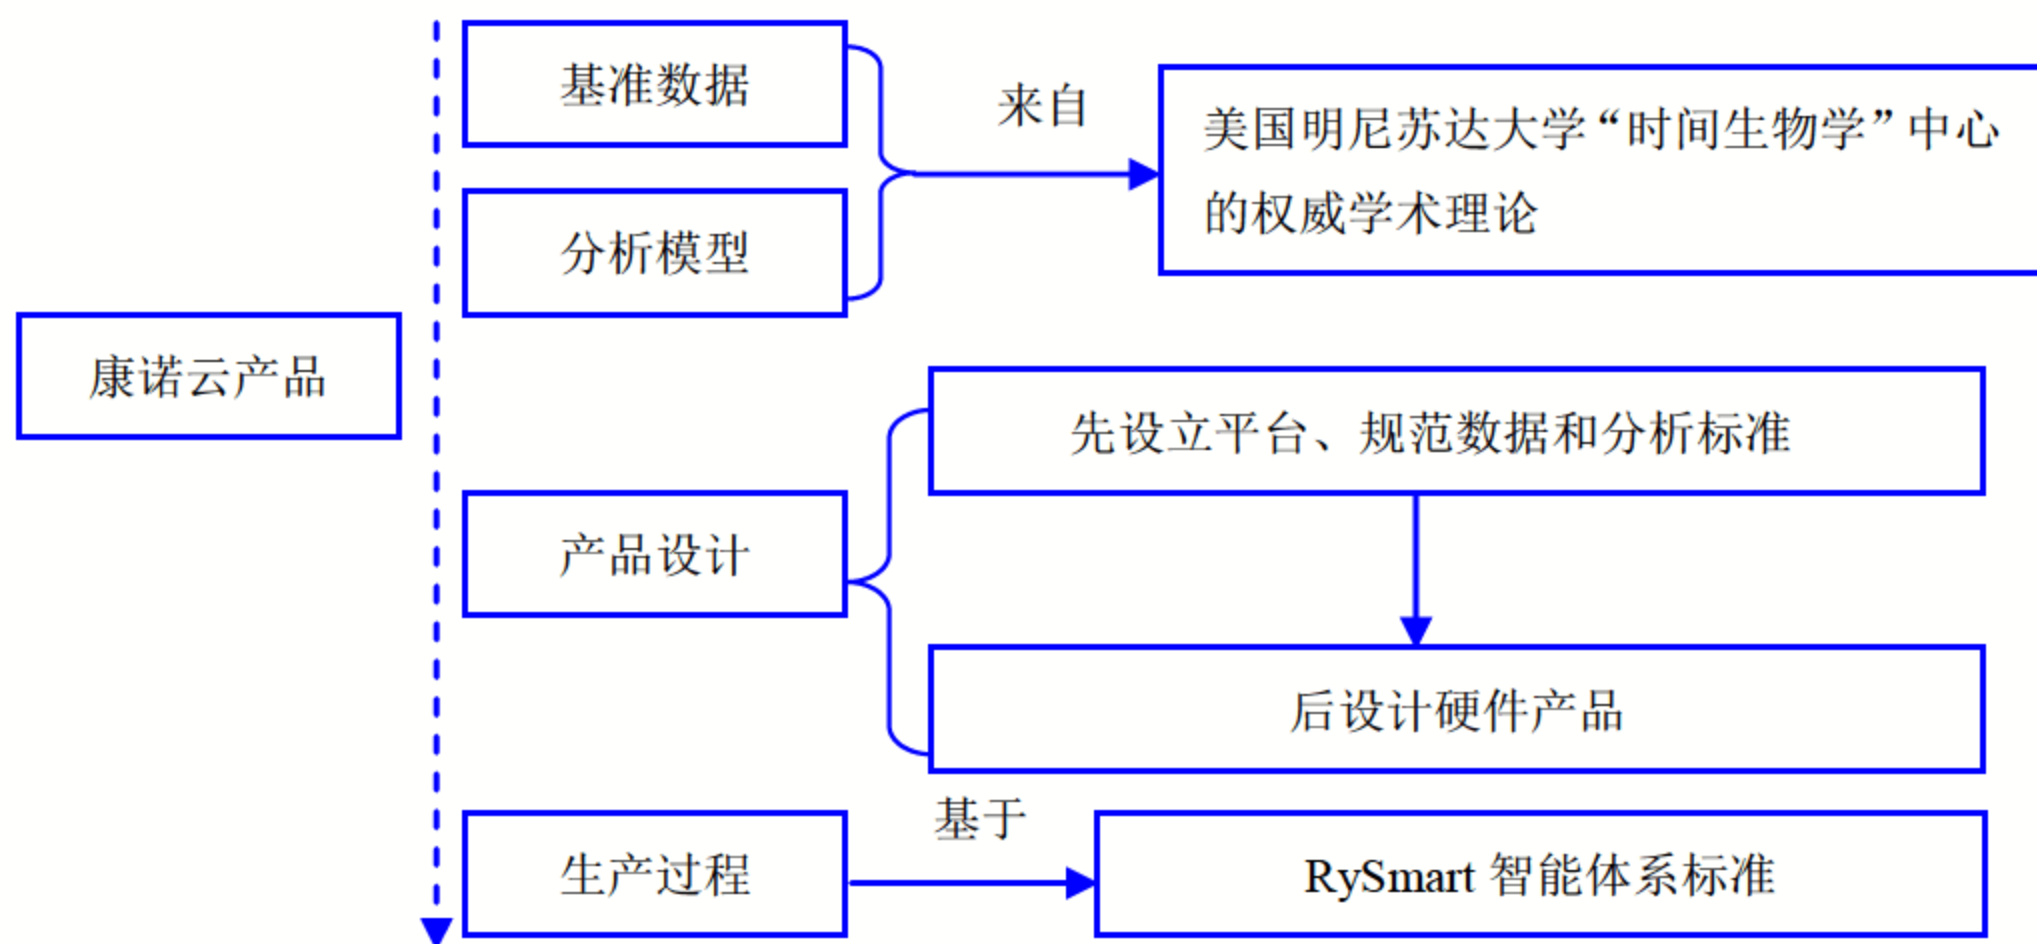 基准数据
来自
美国明尼苏达大学“时间生物学”中心
的权威学术理论
分析模型
康诺云产品
先设立平台、规范数据和分析标准
产品设计
后设计硬件产品
基于
生产过程
RySmart 智能体系标准